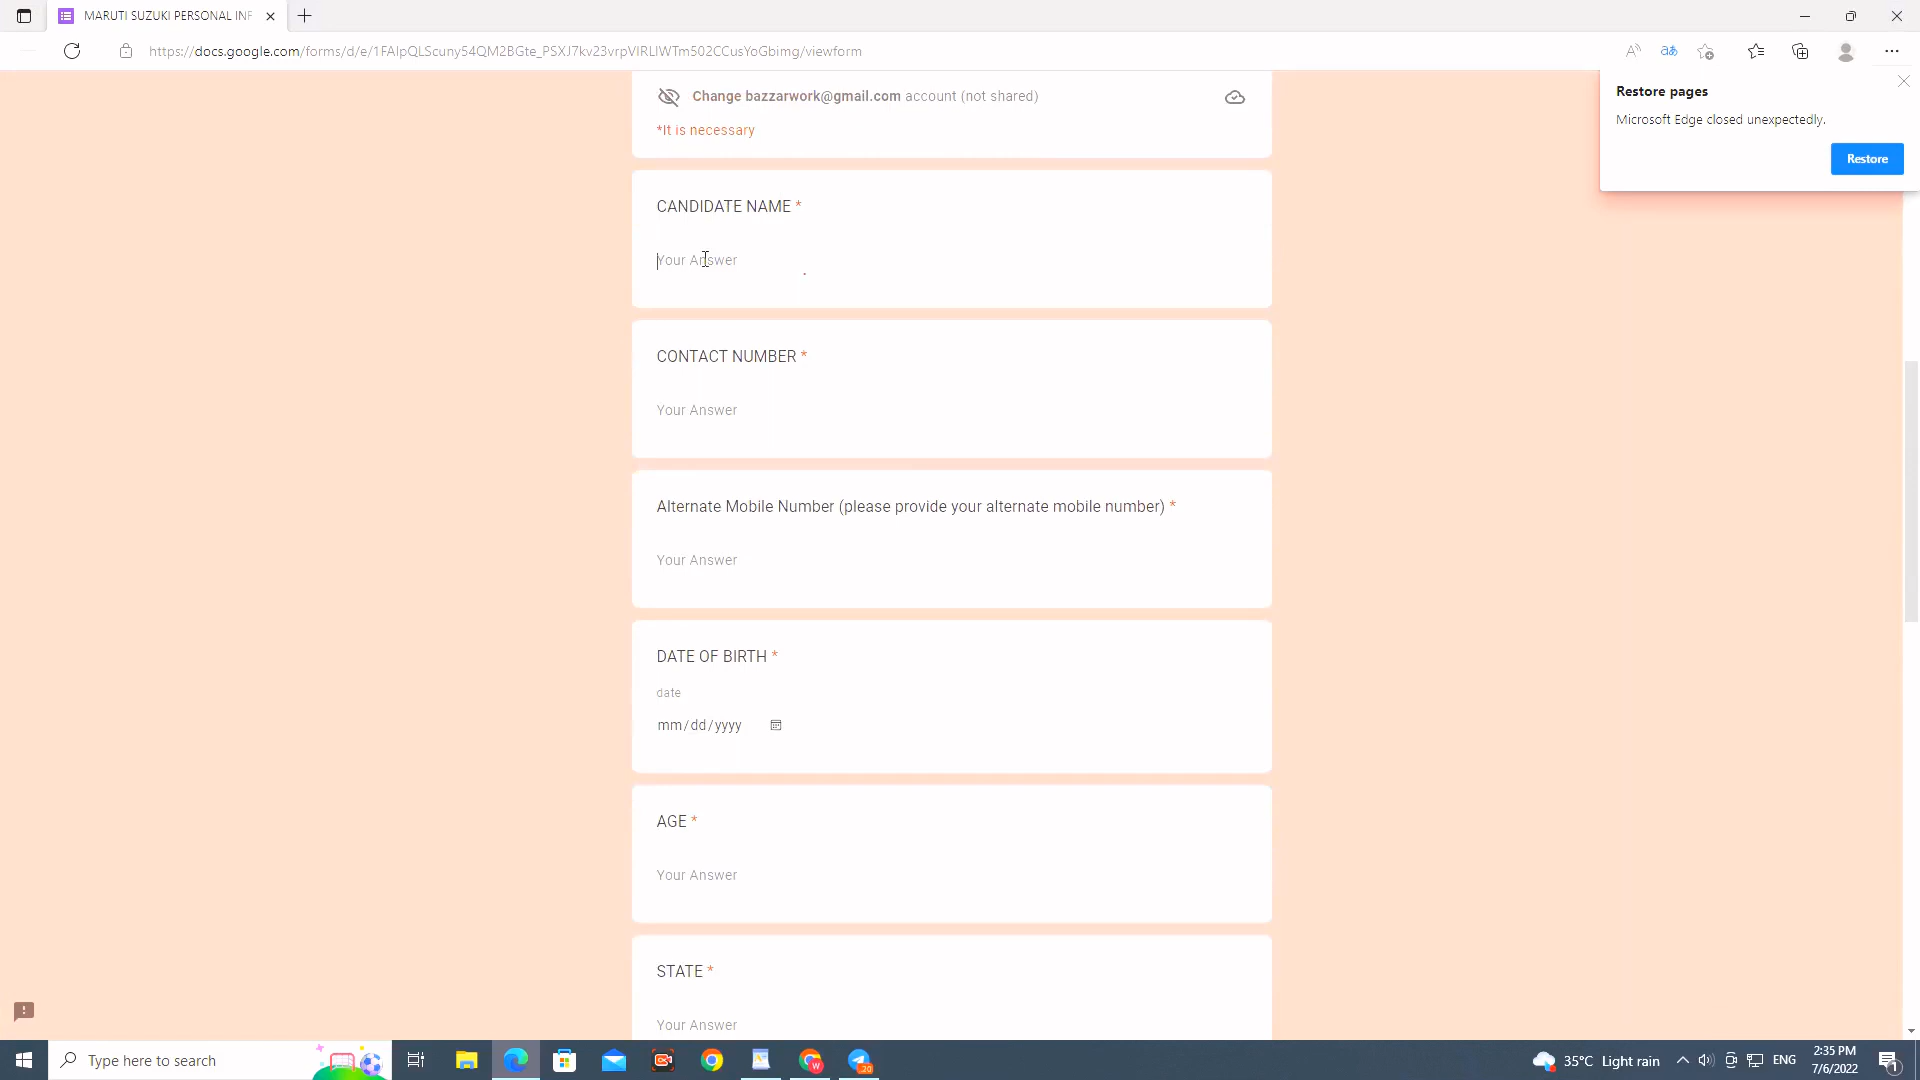 MARUTI SUZUKI PERSONAL INF
https://docs.google.com/forms/d/e/1FAIpQLScuny54QM2BGte_PSXJ7kv23vrpVIRLIWTm502CCusYoGbimg/viewform
Restore pages
Microsoft Edge closed unexpectedly.
Restore
Change bazzarwork@gmail.com account (not shared)
*It is necessary
CANDIDATE NAME *
Your Answer
CONTACT NUMBER *
Your Answer
Alternate Mobile Number (please provide your alternate mobile number) *
Your Answer
DATE OF BIRTH *
date
mm/dd/yyyy
AGE *
Your Answer
STATE *
Your Answer
Type here to search
20
35°C Light rain
ENG
2:35 PM
7/6/2022
1